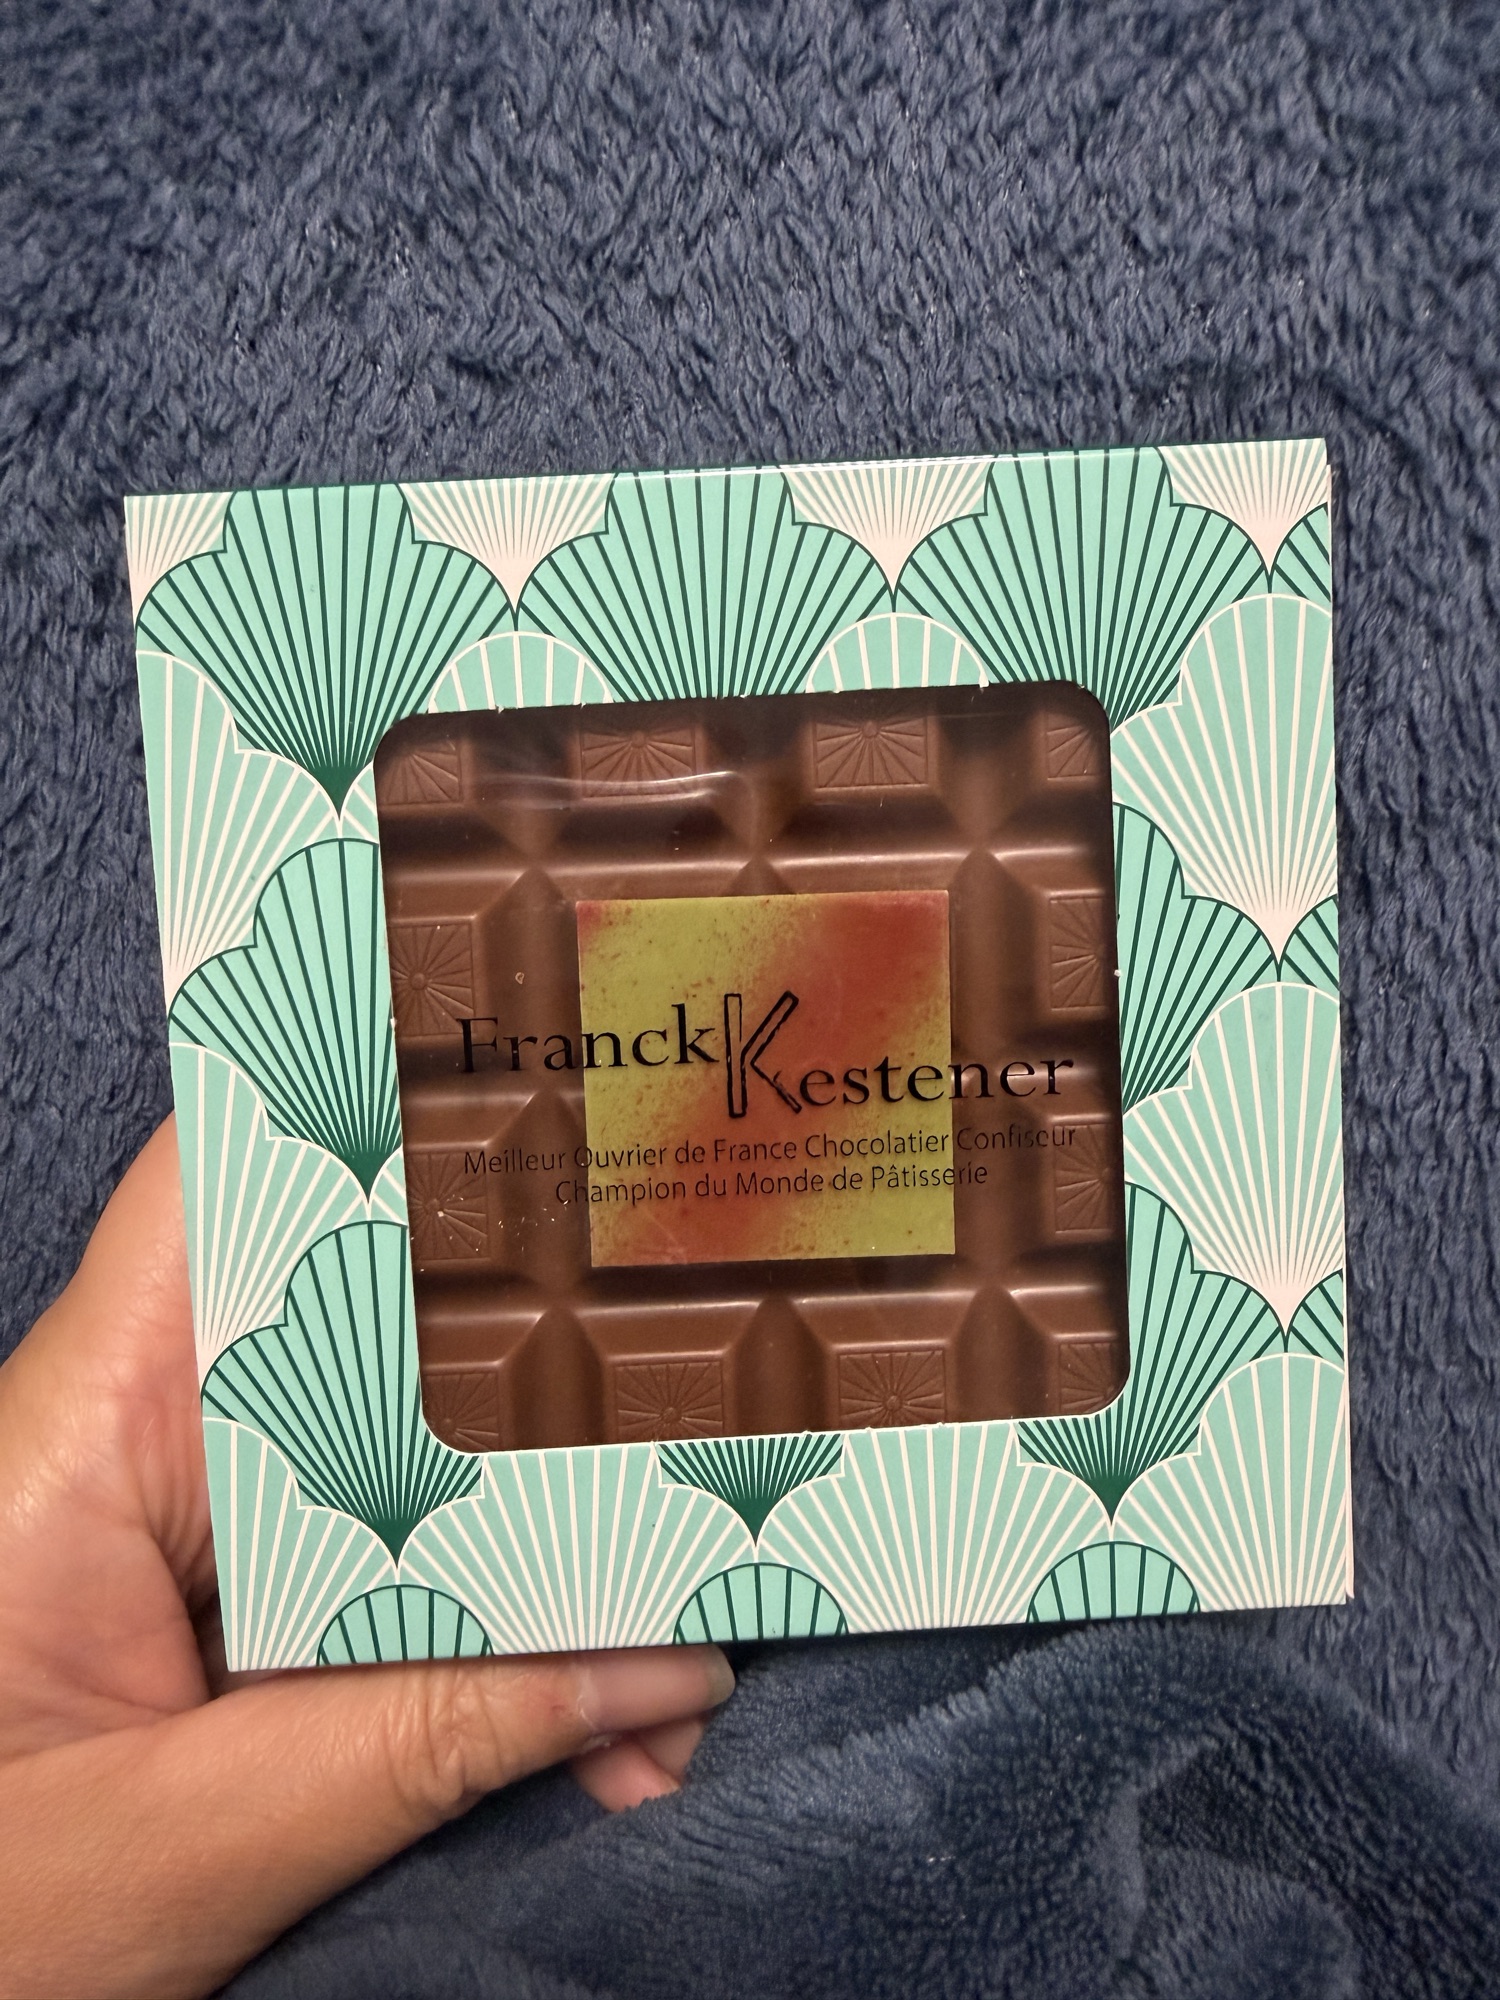 Franck Kestener
Meilleur Ouvrier de France Chocolatier Confiseur
Champion du Monde de Pâtisserie